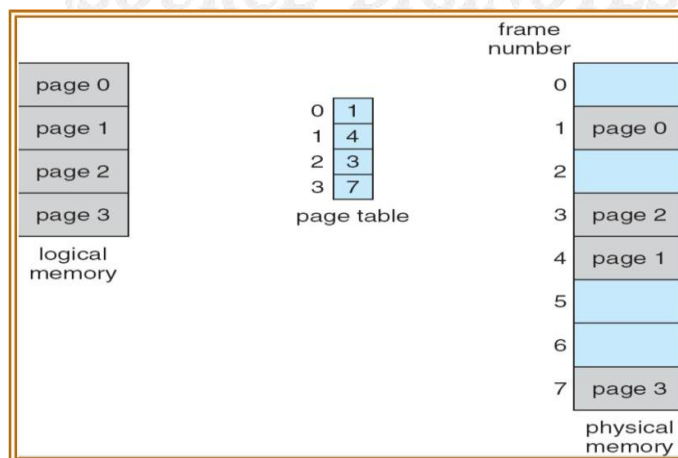 page 0
page 1
page 2
page 3
logical
memory
0 1
1 4
2 3
3 7
page table
frame
number
0
1 page 0
2
3 page 2
4 page 1
5
6
7 page 3
physical
memory